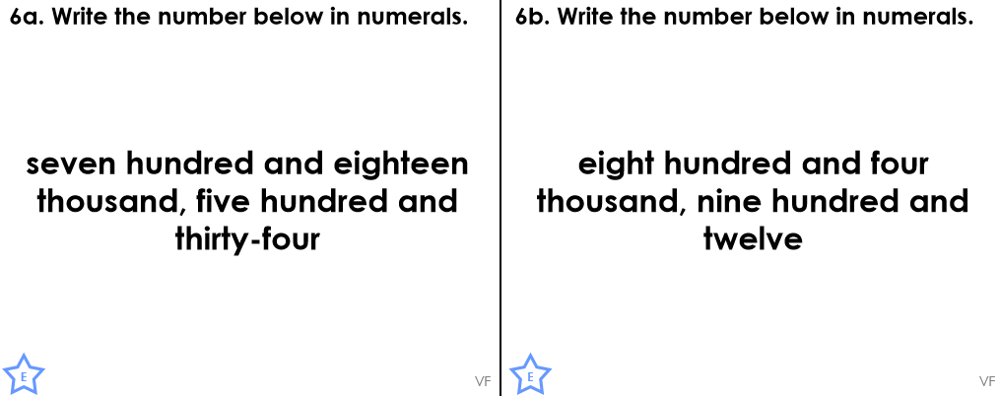 6a. Write the number below in numerals.
seven hundred and eighteen
thousand, five hundred and
thirty-four
E
VF
6b. Write the number below in numerals.
eight hundred and four
thousand, nine hundred and
twelve
E
VF